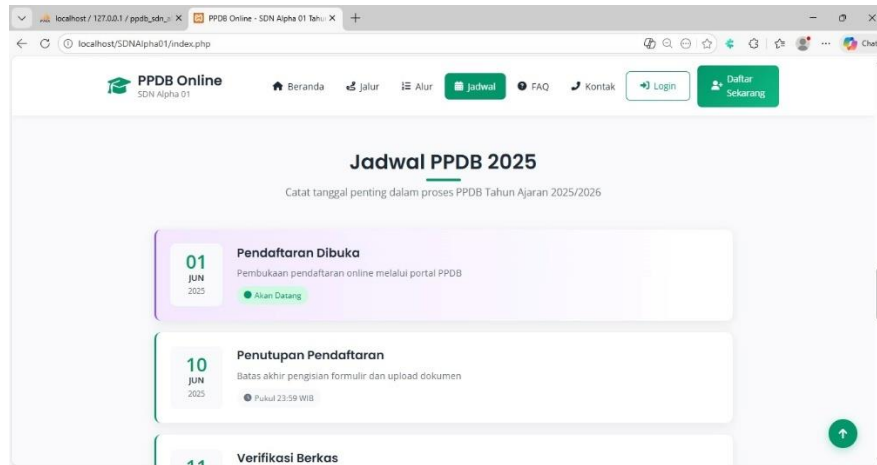 localhost / 127.0.0.1 / ppdb_sdn_a
PPDB Online - SDN Alpha 01 Tahu
localhost/SDNAlpha01/index.php
Chat
PPDB Online
SDN Alpha 01
Beranda
Jalur
Alur
Jadwal
FAQ
Kontak
Login
Daftar
Sekarang
Jadwal PPDB 2025
Catat tanggal penting dalam proses PPDB Tahun Ajaran 2025/2026
01
JUN
2025
Pendaftaran Dibuka
Pembukaan pendaftaran online melalui portal PPDB
Akan Datang
10
JUN
2025
Penutupan Pendaftaran
Batas akhir pengisian formulir dan upload dokumen
Pukul 23:59 WIB
11
Verifikasi Berkas